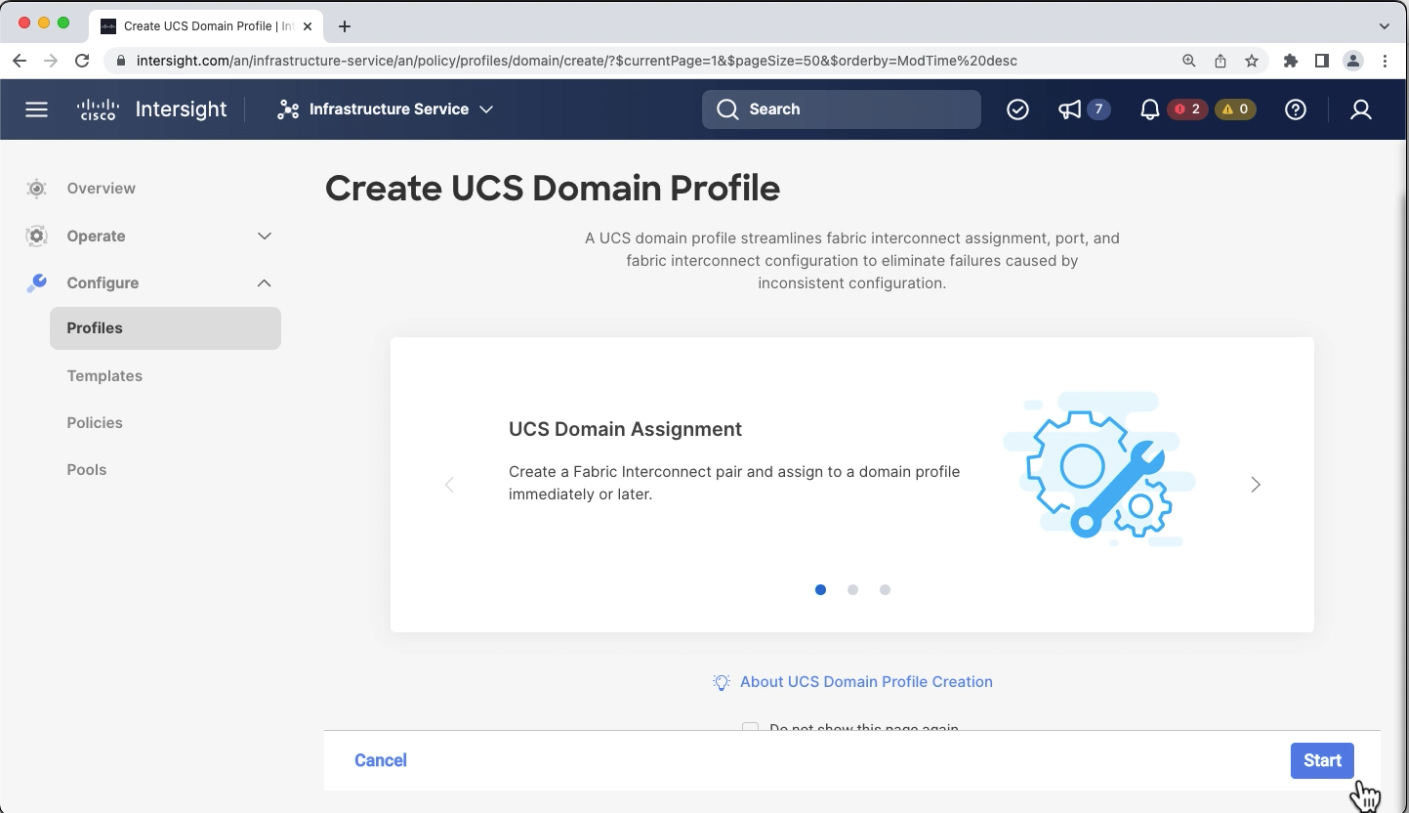 Create UCS Domain Profile | Int
intersight.com/an/infrastructure-service/an/policy/profiles/domain/create/?$currentPage=1&$pageSize=50&$orderby=ModTime%20desc
cisco Intersight Infrastructure Service Search 7 2 0
Overview
Operate
Configure
Profiles
Templates
Policies
Pools
Create UCS Domain Profile
A UCS domain profile streamlines fabric interconnect assignment, port, and
fabric interconnect configuration to eliminate failures caused by
inconsistent configuration.
UCS Domain Assignment
Create a Fabric Interconnect pair and assign to a domain profile
immediately or later.
About UCS Domain Profile Creation
Do not show this page again
Cancel Start